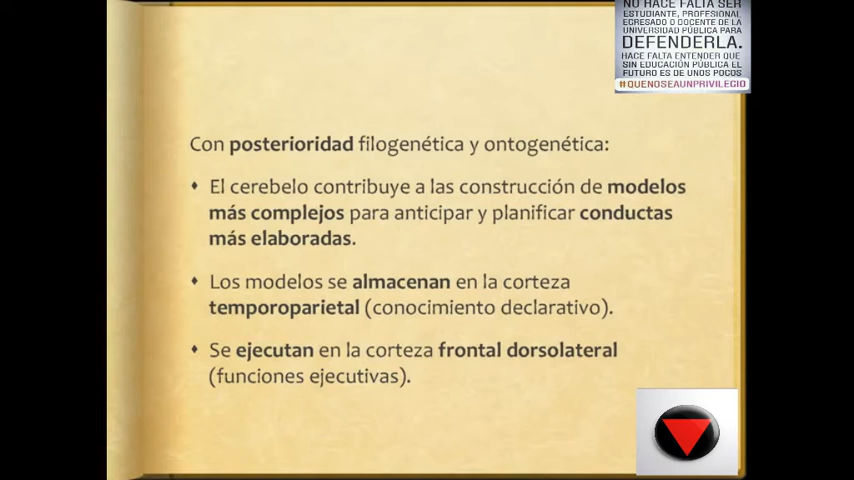 NO HACE FALTA SER
ESTUDIANTE, PROFESIONAL
EGRESADO O DOCENTE DE LA
UNIVERSIDAD PÚBLICA PARA
DEFENDERLA.
HACE FALTA ENTENDER QUE
SIN EDUCACIÓN PÚBLICA EL
FUTURO ES DE UNOS POCOS
#QUENOSEAUNPRIVILEGIO
Con posterioridad filogenética y ontogenética:
El cerebelo contribuye a las construcción de modelos
más complejos para anticipar y planificar conductas
más elaboradas.
Los modelos se almacenan en la corteza
temporoparietal (conocimiento declarativo).
Se ejecutan en la corteza frontal dorsolateral
(funciones ejecutivas).